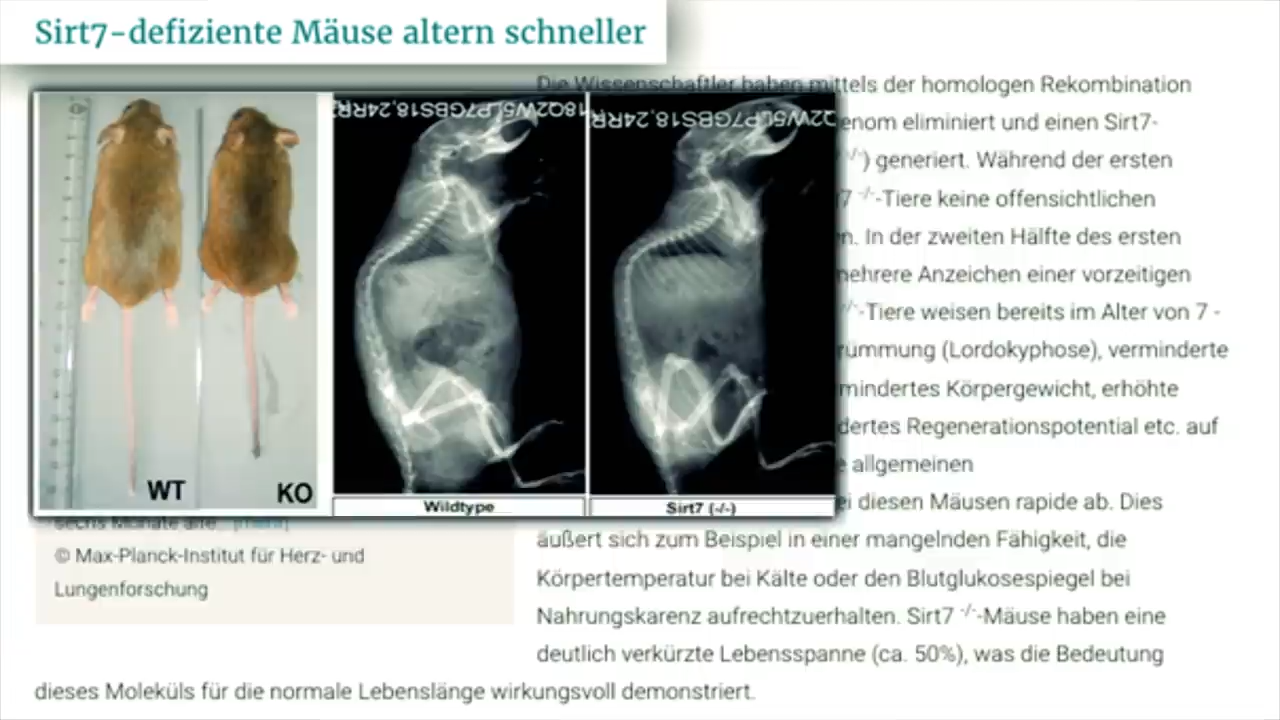 Sirt7-defiziente Mäuse altern schneller
WT
KO
Wildtype
Sirt7 (-/-)
© Max-Planck-Institut für Herz- und
Lungenforschung
Die Wissenschaftler haben mittels der homologen Rekombination
eliminiert und einen Sirt7-
-/-) generiert. Während der ersten
-/- -Tiere keine offensichtlichen
In der zweiten Hälfte des ersten
mehrere Anzeichen einer vorzeitigen
-Tiere weisen bereits im Alter von 7 -
(Lordokyphose), verminderte
Körpergewicht, erhöhte
Regenerationspotential etc. auf
allgemeinen
diesen Mäusen rapide ab. Dies
äußert sich zum Beispiel in einer mangelnden Fähigkeit, die
Körpertemperatur bei Kälte oder den Blutglukosespiegel bei
Nahrungskarenz aufrechtzuerhalten. Sirt7 -/- -Mäuse haben eine
deutlich verkürzte Lebensspanne (ca. 50%), was die Bedeutung
dieses Moleküls für die normale Lebenslänge wirkungsvoll demonstriert.